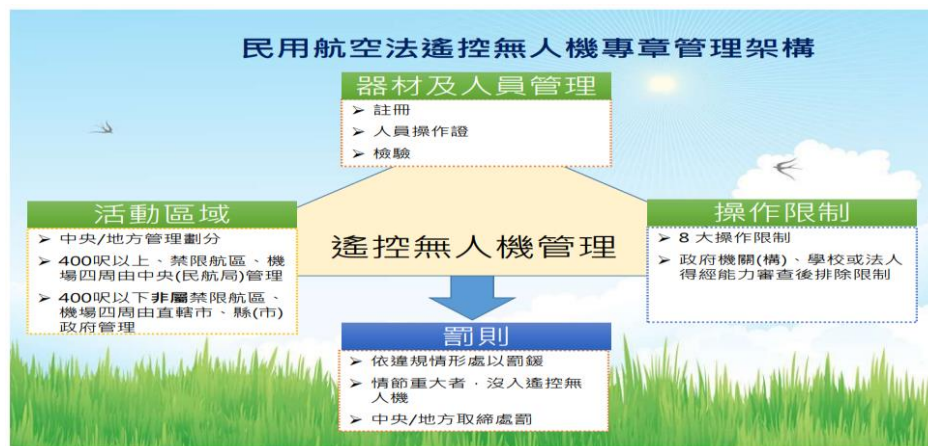 民用航空法遙控無人機專章管理架構
器材及人員管理
➢ 註冊
➢ 人員操作證
➢ 檢驗
活動區域
➢ 中央/地方管理劃分
➢ 400呎以上、禁限航區、機
場四周由中央(民航局)管理
➢ 400呎以下非屬禁限航區、
機場四周由直轄市、縣(市)
政府管理
遙控無人機管理
操作限制
➢ 8大操作限制
➢ 政府機關(構)、學校或法人
得經能力審查後排除限制
罰則
➢ 依違規情形處以罰鍰
➢ 情節重大者，沒入遙控無
人機
➢ 中央/地方取締處罰